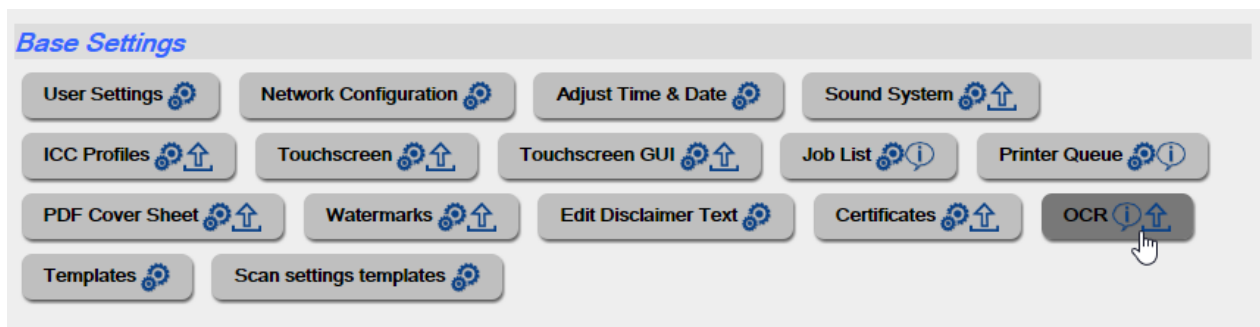 Base Settings
User Settings Network Configuration Adjust Time & Date Sound System
ICC Profiles Touchscreen Touchscreen GUI Job List Printer Queue
PDF Cover Sheet Watermarks Edit Disclaimer Text Certificates OCR
Templates Scan settings templates